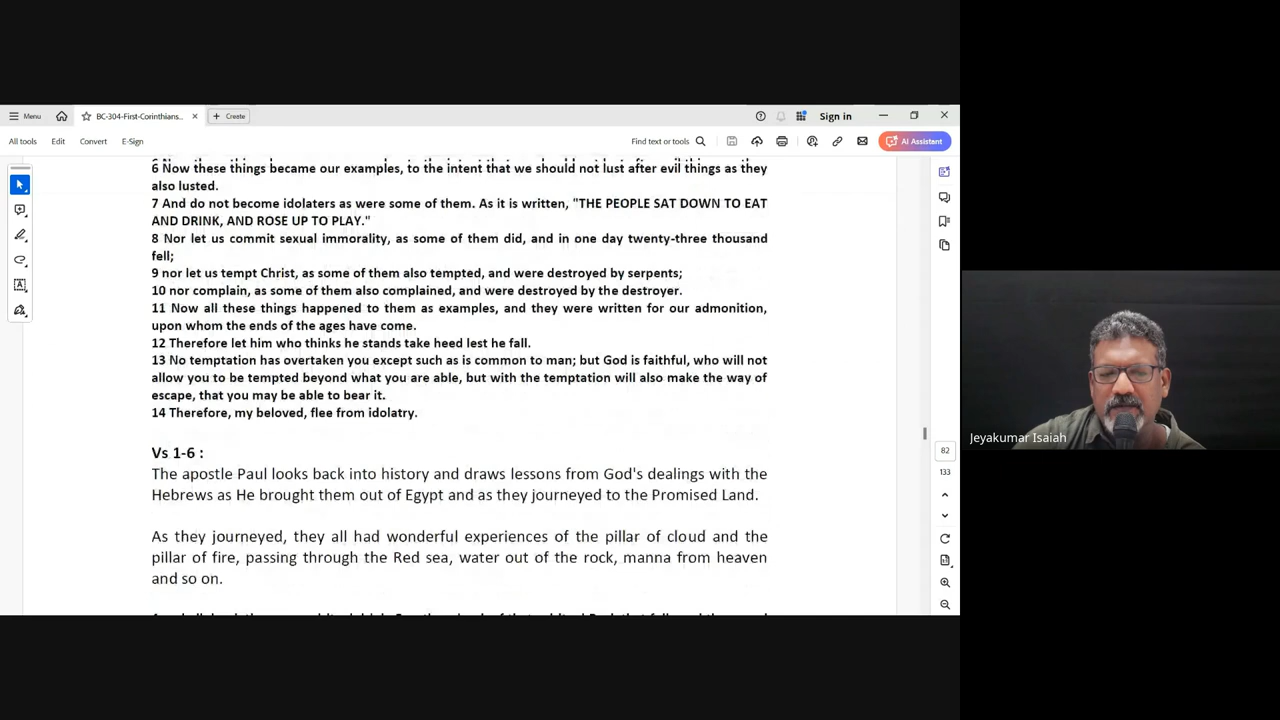 Menu
BC-304-First-Corinthians...
Create
Sign in
All tools
Edit
Convert
E-Sign
Find text or tools
AI Assistant
6 Now these things became our examples, to the intent that we should not lust after evil things as they
also lusted.
7 And do not become idolaters as were some of them. As it is written, "THE PEOPLE SAT DOWN TO EAT
AND DRINK, AND ROSE UP TO PLAY."
8 Nor let us commit sexual immorality, as some of them did, and in one day twenty-three thousand
fell;
9 nor let us tempt Christ, as some of them also tempted, and were destroyed by serpents;
10 nor complain, as some of them also complained, and were destroyed by the destroyer.
11 Now all these things happened to them as examples, and they were written for our admonition,
upon whom the ends of the ages have come.
12 Therefore let him who thinks he stands take heed lest he fall.
13 No temptation has overtaken you except such as is common to man; but God is faithful, who will not
allow you to be tempted beyond what you are able, but with the temptation will also make the way of
escape, that you may be able to bear it.
14 Therefore, my beloved, flee from idolatry.
Vs 1-6 :
The apostle Paul looks back into history and draws lessons from God's dealings with the
Hebrews as He brought them out of Egypt and as they journeyed to the Promised Land.
As they journeyed, they all had wonderful experiences of the pillar of cloud and the
pillar of fire, passing through the Red sea, water out of the rock, manna from heaven
and so on.
82
133
Jeyakumar Isaiah